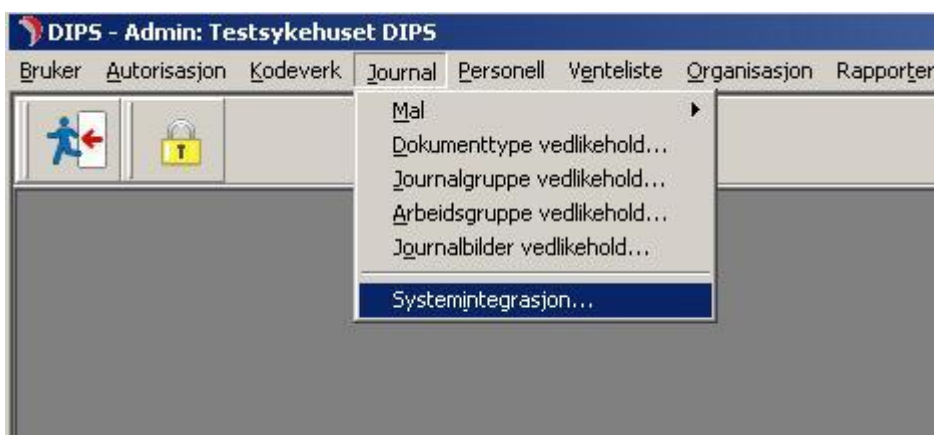 DIPS - Admin: Testsykehuset DIPS
Bruker Autorisasjon Kodeverk Journal Personell Venteliste Organisasjon Rapporter
T
Mal
Dokumenttype vedlikehold...
Journalgruppe vedlikehold...
Arbeidsgruppe vedlikehold...
Journalbilder vedlikehold...
Systemintegrasjon...